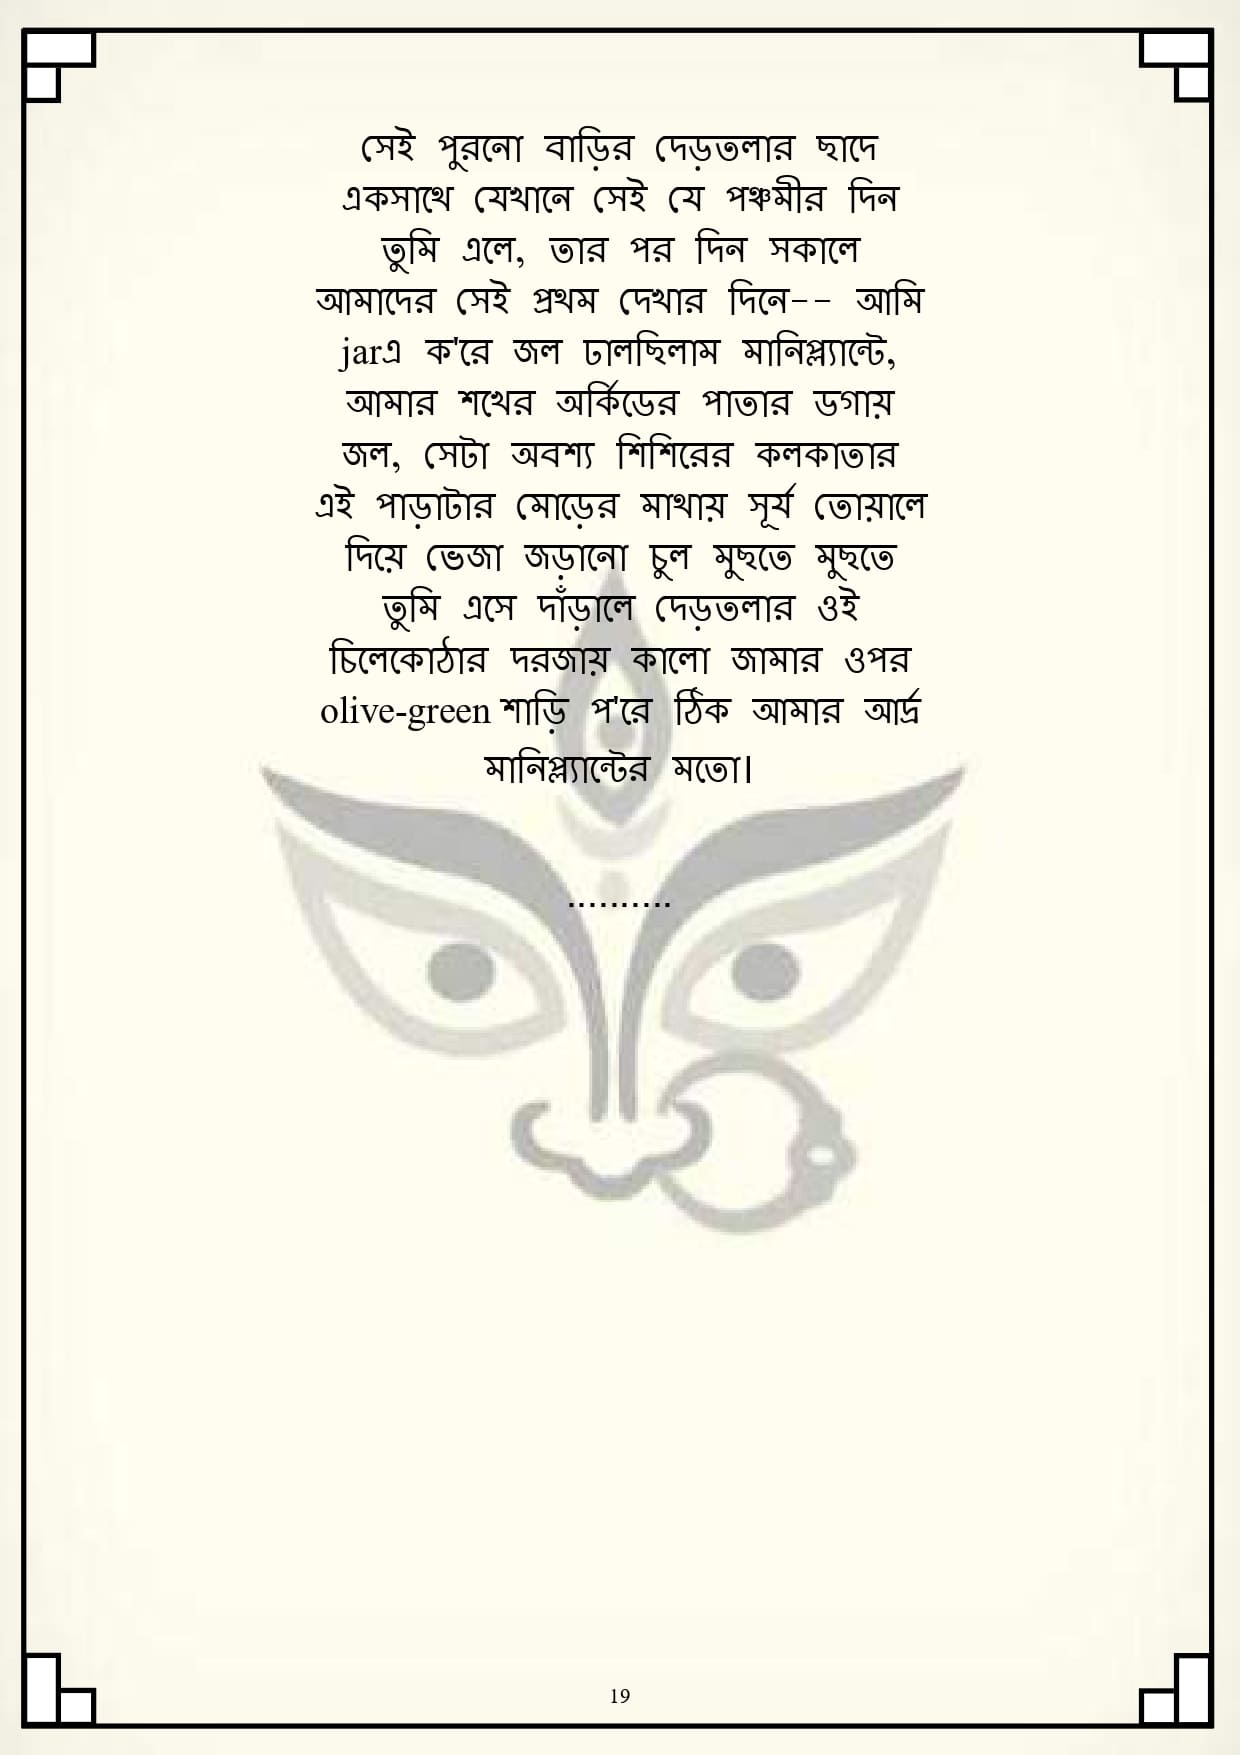 সেই পুরনো বাড়ির দেড়তলার ছাদে
একসাথে যেখানে সেই যে পঞ্চমীর দিন
তুমি এলে, তার পর দিন সকালে
আমাদের সেই প্রথম দেখার দিনে-- আমি
jarএ ক'রে জল ঢালছিলাম মানিপ্ল্যান্টে,
আমার শখের অর্কিডের পাতার ডগায়
জল, সেটা অবশ্য শিশিরের কলকাতার
এই পাড়াটার মোড়ের মাথায় সূর্য তোয়ালে
দিয়ে ভেজা জড়ানো চুল মুছতে মুছতে
তুমি এসে দাঁড়ালে দেড়তলার ওই
চিলেকোঠার দরজায় কালো জামার ওপর
olive-green শাড়ি প'রে ঠিক আমার আর্দ্র
মানিপ্ল্যান্টের মতো।
..........
19